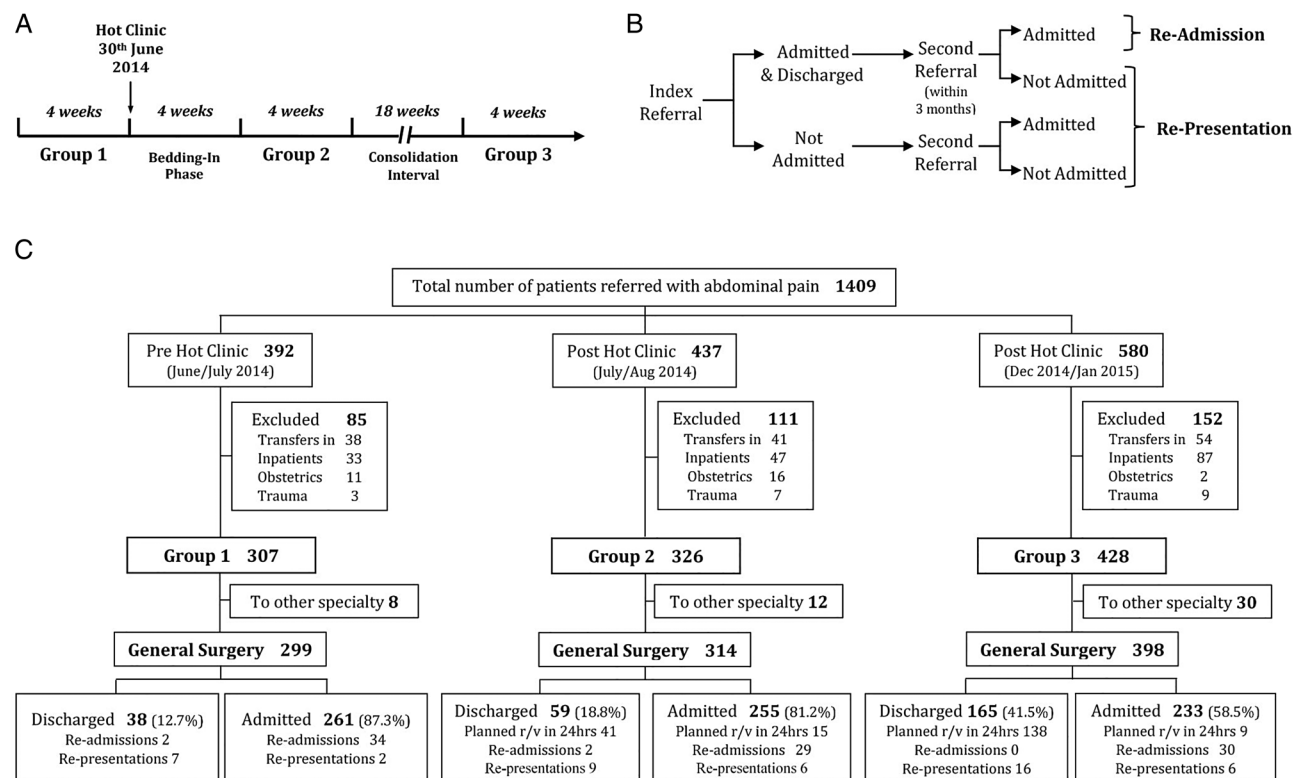 A
Hot Clinic
30th June
2014
4 weeks 4 weeks 4 weeks 18 weeks 4 weeks
Group 1 Bedding-In Phase Group 2 Consolidation Interval Group 3
B
Index
Referral
Admitted
& Discharged
Second
Referral
(within
3 months)
Admitted
Not Admitted
Re-Admission
Not
Admitted
Second
Referral
Admitted
Not Admitted
Re-Presentation
C
Total number of patients referred with abdominal pain 1409
Pre Hot Clinic 392
(June/July 2014)
Excluded 85
Transfers in 38
Inpatients 33
Obstetrics 11
Trauma 3
Group 1 307
To other specialty 8
General Surgery 299
Discharged 38 (12.7%)
Re-admissions 2
Re-presentations 7
Admitted 261 (87.3%)
Re-admissions 34
Re-presentations 2
Post Hot Clinic 437
(July/Aug 2014)
Excluded 111
Transfers in 41
Inpatients 47
Obstetrics 16
Trauma 7
Group 2 326
To other specialty 12
General Surgery 314
Discharged 59 (18.8%)
Planned r/v in 24hrs 41
Re-admissions 2
Re-presentations 9
Admitted 255 (81.2%)
Planned r/v in 24hrs 15
Re-admissions 29
Re-presentations 6
Post Hot Clinic 580
(Dec 2014/Jan 2015)
Excluded 152
Transfers in 54
Inpatients 87
Obstetrics 2
Trauma 9
Group 3 428
To other specialty 30
General Surgery 398
Discharged 165 (41.5%)
Planned r/v in 24hrs 138
Re-admissions 0
Re-presentations 16
Admitted 233 (58.5%)
Planned r/v in 24hrs 9
Re-admissions 30
Re-presentations 6